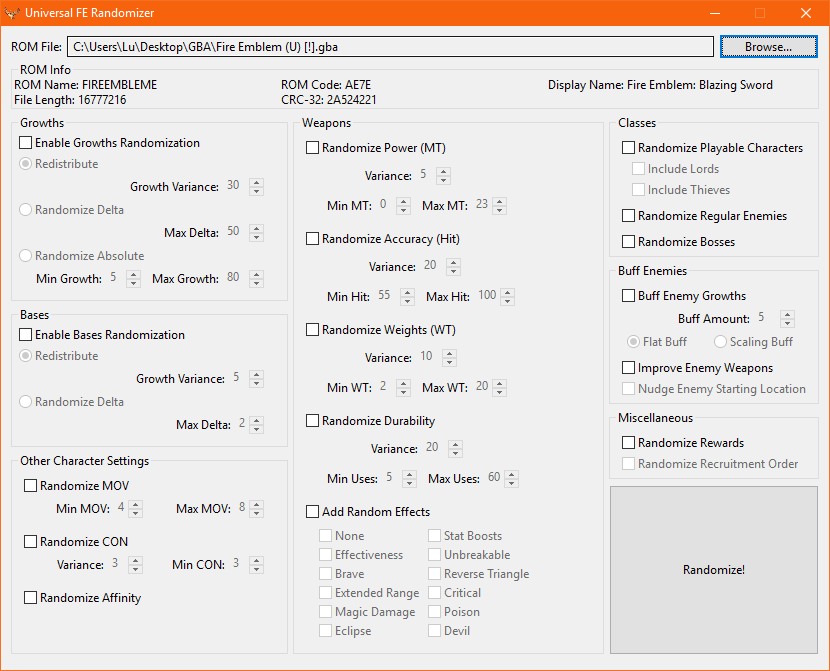 Universal FE Randomizer
ROM File: C:\Users\Lu\Desktop\GBA\Fire Emblem (U) [!].gba Browse...
ROM Info
ROM Name: FIREEMBLEME ROM Code: AE7E Display Name: Fire Emblem: Blazing Sword
File Length: 16777216 CRC-32: 2A524221
Growths
Enable Growths Randomization
Redistribute
Growth Variance: 30
Randomize Delta
Max Delta: 50
Randomize Absolute
Min Growth: 5 Max Growth: 80
Bases
Enable Bases Randomization
Redistribute
Growth Variance: 5
Randomize Delta
Max Delta: 2
Other Character Settings
Randomize MOV
Min MOV: 4 Max MOV: 8
Randomize CON
Variance: 3 Min CON: 3
Randomize Affinity
Weapons
Randomize Power (MT)
Variance: 5
Min MT: 0 Max MT: 23
Randomize Accuracy (Hit)
Variance: 20
Min Hit: 55 Max Hit: 100
Randomize Weights (WT)
Variance: 10
Min WT: 2 Max WT: 20
Randomize Durability
Variance: 20
Min Uses: 5 Max Uses: 60
Add Random Effects
None Stat Boosts
Effectiveness Unbreakable
Brave Reverse Triangle
Extended Range Critical
Magic Damage Poison
Eclipse Devil
Classes
Randomize Playable Characters
Include Lords
Include Thieves
Randomize Regular Enemies
Randomize Bosses
Buff Enemies
Buff Enemy Growths
Buff Amount: 5
Flat Buff Scaling Buff
Improve Enemy Weapons
Nudge Enemy Starting Location
Miscellaneous
Randomize Rewards
Randomize Recruitment Order
Randomize!